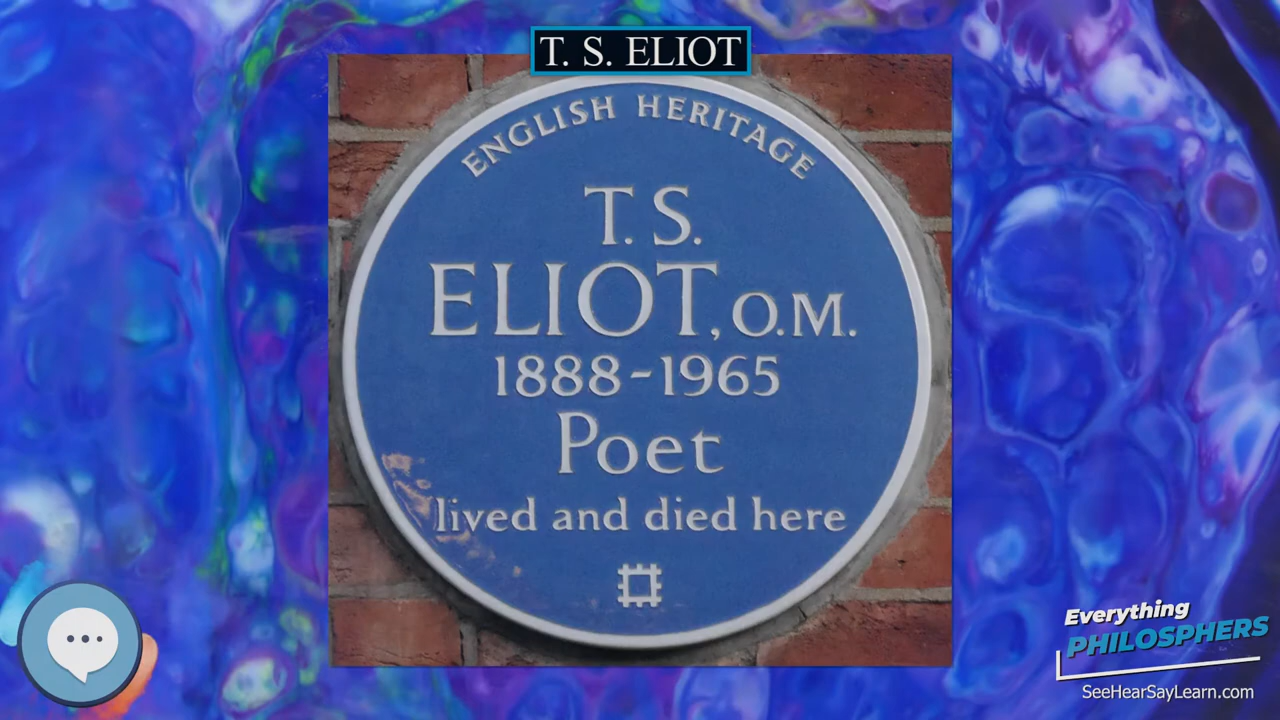 T. S. ELIOT
ENGLISH HERITAGE
T. S.
ELIOT, O.M.
1888-1965
Poet
lived and died here
Everything
PHILOSPHERS
SeeHearSayLearn.com